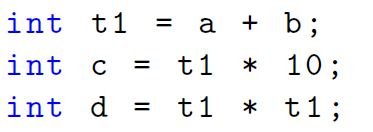 int t1 = a + b;
int c = t1 * 10;
int d = t1 * t1;